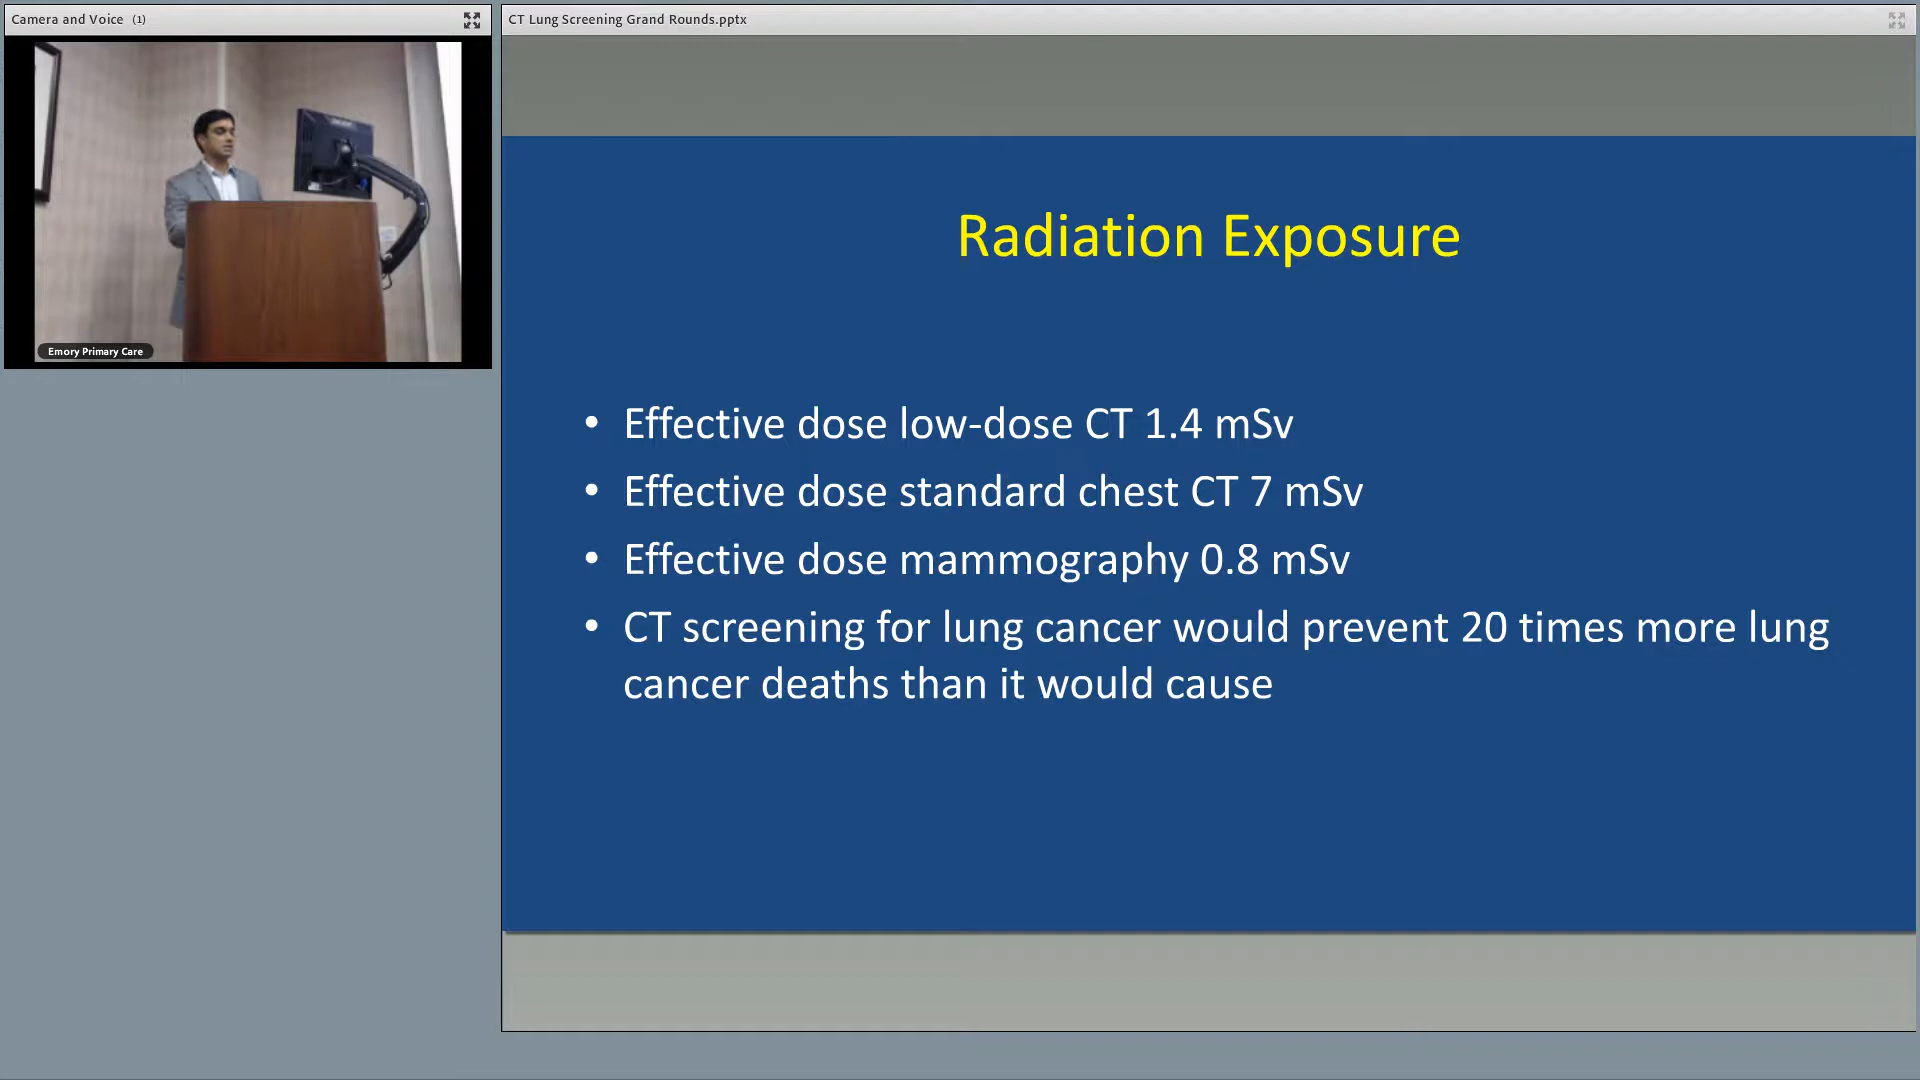 Camera and Voice (1)
Emory Primary Care
CT Lung Screening Grand Rounds.pptx
Radiation Exposure
• Effective dose low-dose CT 1.4 mSv
• Effective dose standard chest CT 7 mSv
• Effective dose mammography 0.8 mSv
• CT screening for lung cancer would prevent 20 times more lung
cancer deaths than it would cause